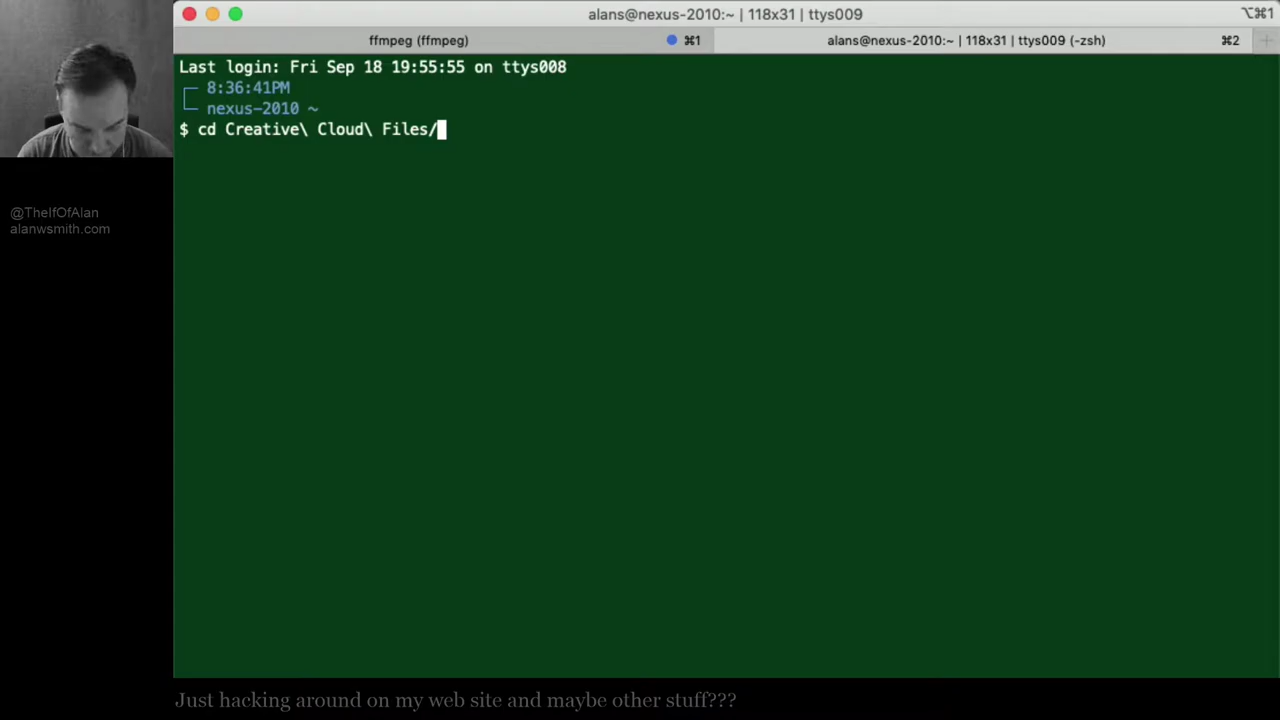 alans@nexus-2010:~ | 118x31 | ttys009
⌥⌘1
ffmpeg (ffmpeg)
⌘1
alans@nexus-2010:~ | 118x31 | ttys009 (-zsh)
⌘2
Last login: Fri Sep 18 19:55:55 on ttys008
8:36:41PM
nexus-2010 ~
$ cd Creative\ Cloud\ Files/
@TheIfOfAlan
alanwsmith.com
Just hacking around on my web site and maybe other stuff???